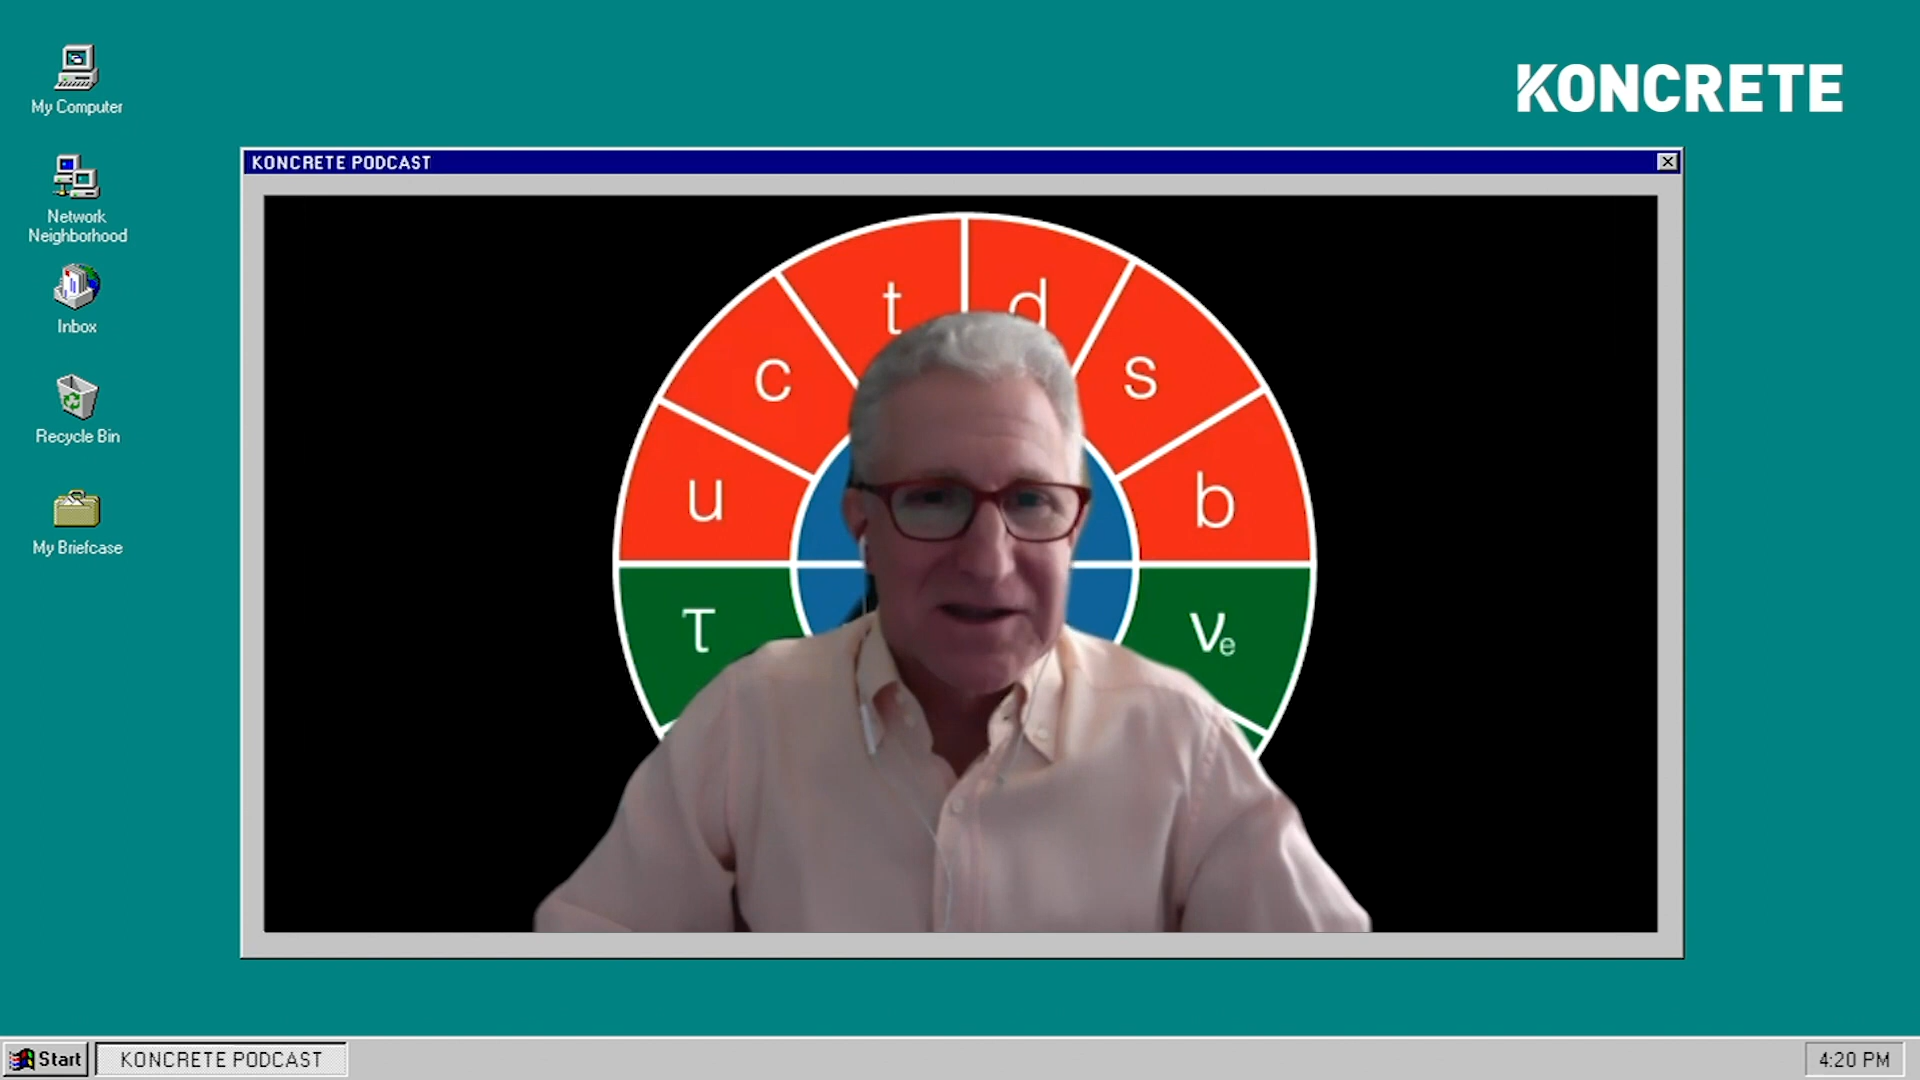 My Computer
KONCRETE
KONCRETE PODCAST
Network
Neighborhood
Inbox
Recycle Bin
My Briefcase
t
d
c
s
u
b
τ
νe
Start
KONCRETE PODCAST
4:20 PM